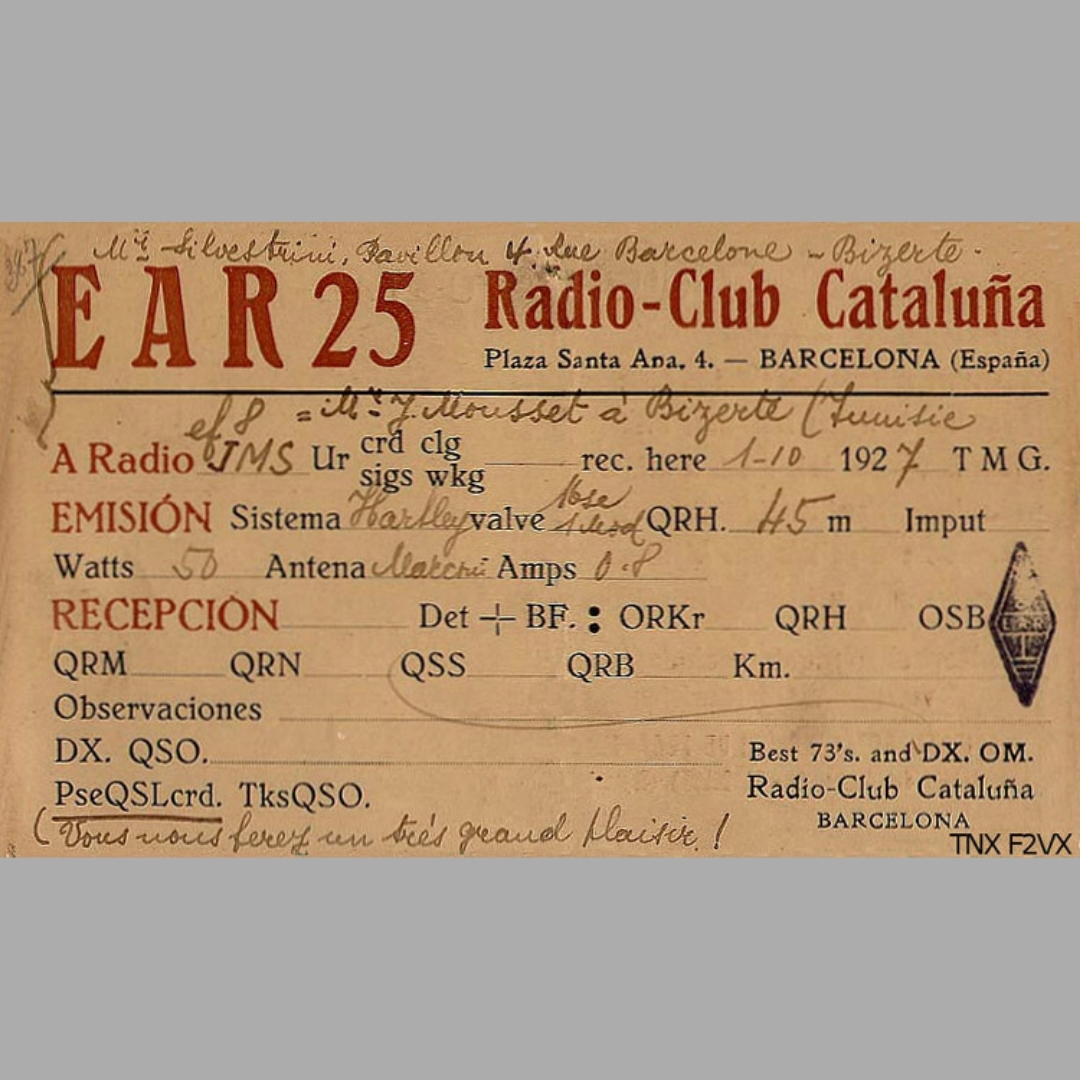 Mr Silvestrini, Pavillon 4. Rue Barcelone - Bizerte.
EAR 25 Radio-Club Cataluña
Plaza Santa Ana, 4. — BARCELONA (España)
= Mr J. Mousset à Bizerte (Tunisie
ef8
A Radio JMS Ur crd clg sigs wkg rec. here 1-10 1927 T M G.
EMISIÓN Sistema Hartley valve QRH. 45 m Imput
Watts 50 Antena Marconi Amps 0.8
RECEPCIÒN Det -¦- BF. : ORKr QRH OSB
QRM QRN QSS QRB Km.
Observaciones
DX. QSO.
PseQSLcrd. TksQSO.
(Vous nous ferez un très grand plaisir!
Best 73's. and DX. OM.
Radio-Club Cataluña
BARCELONA
TNX F2VX